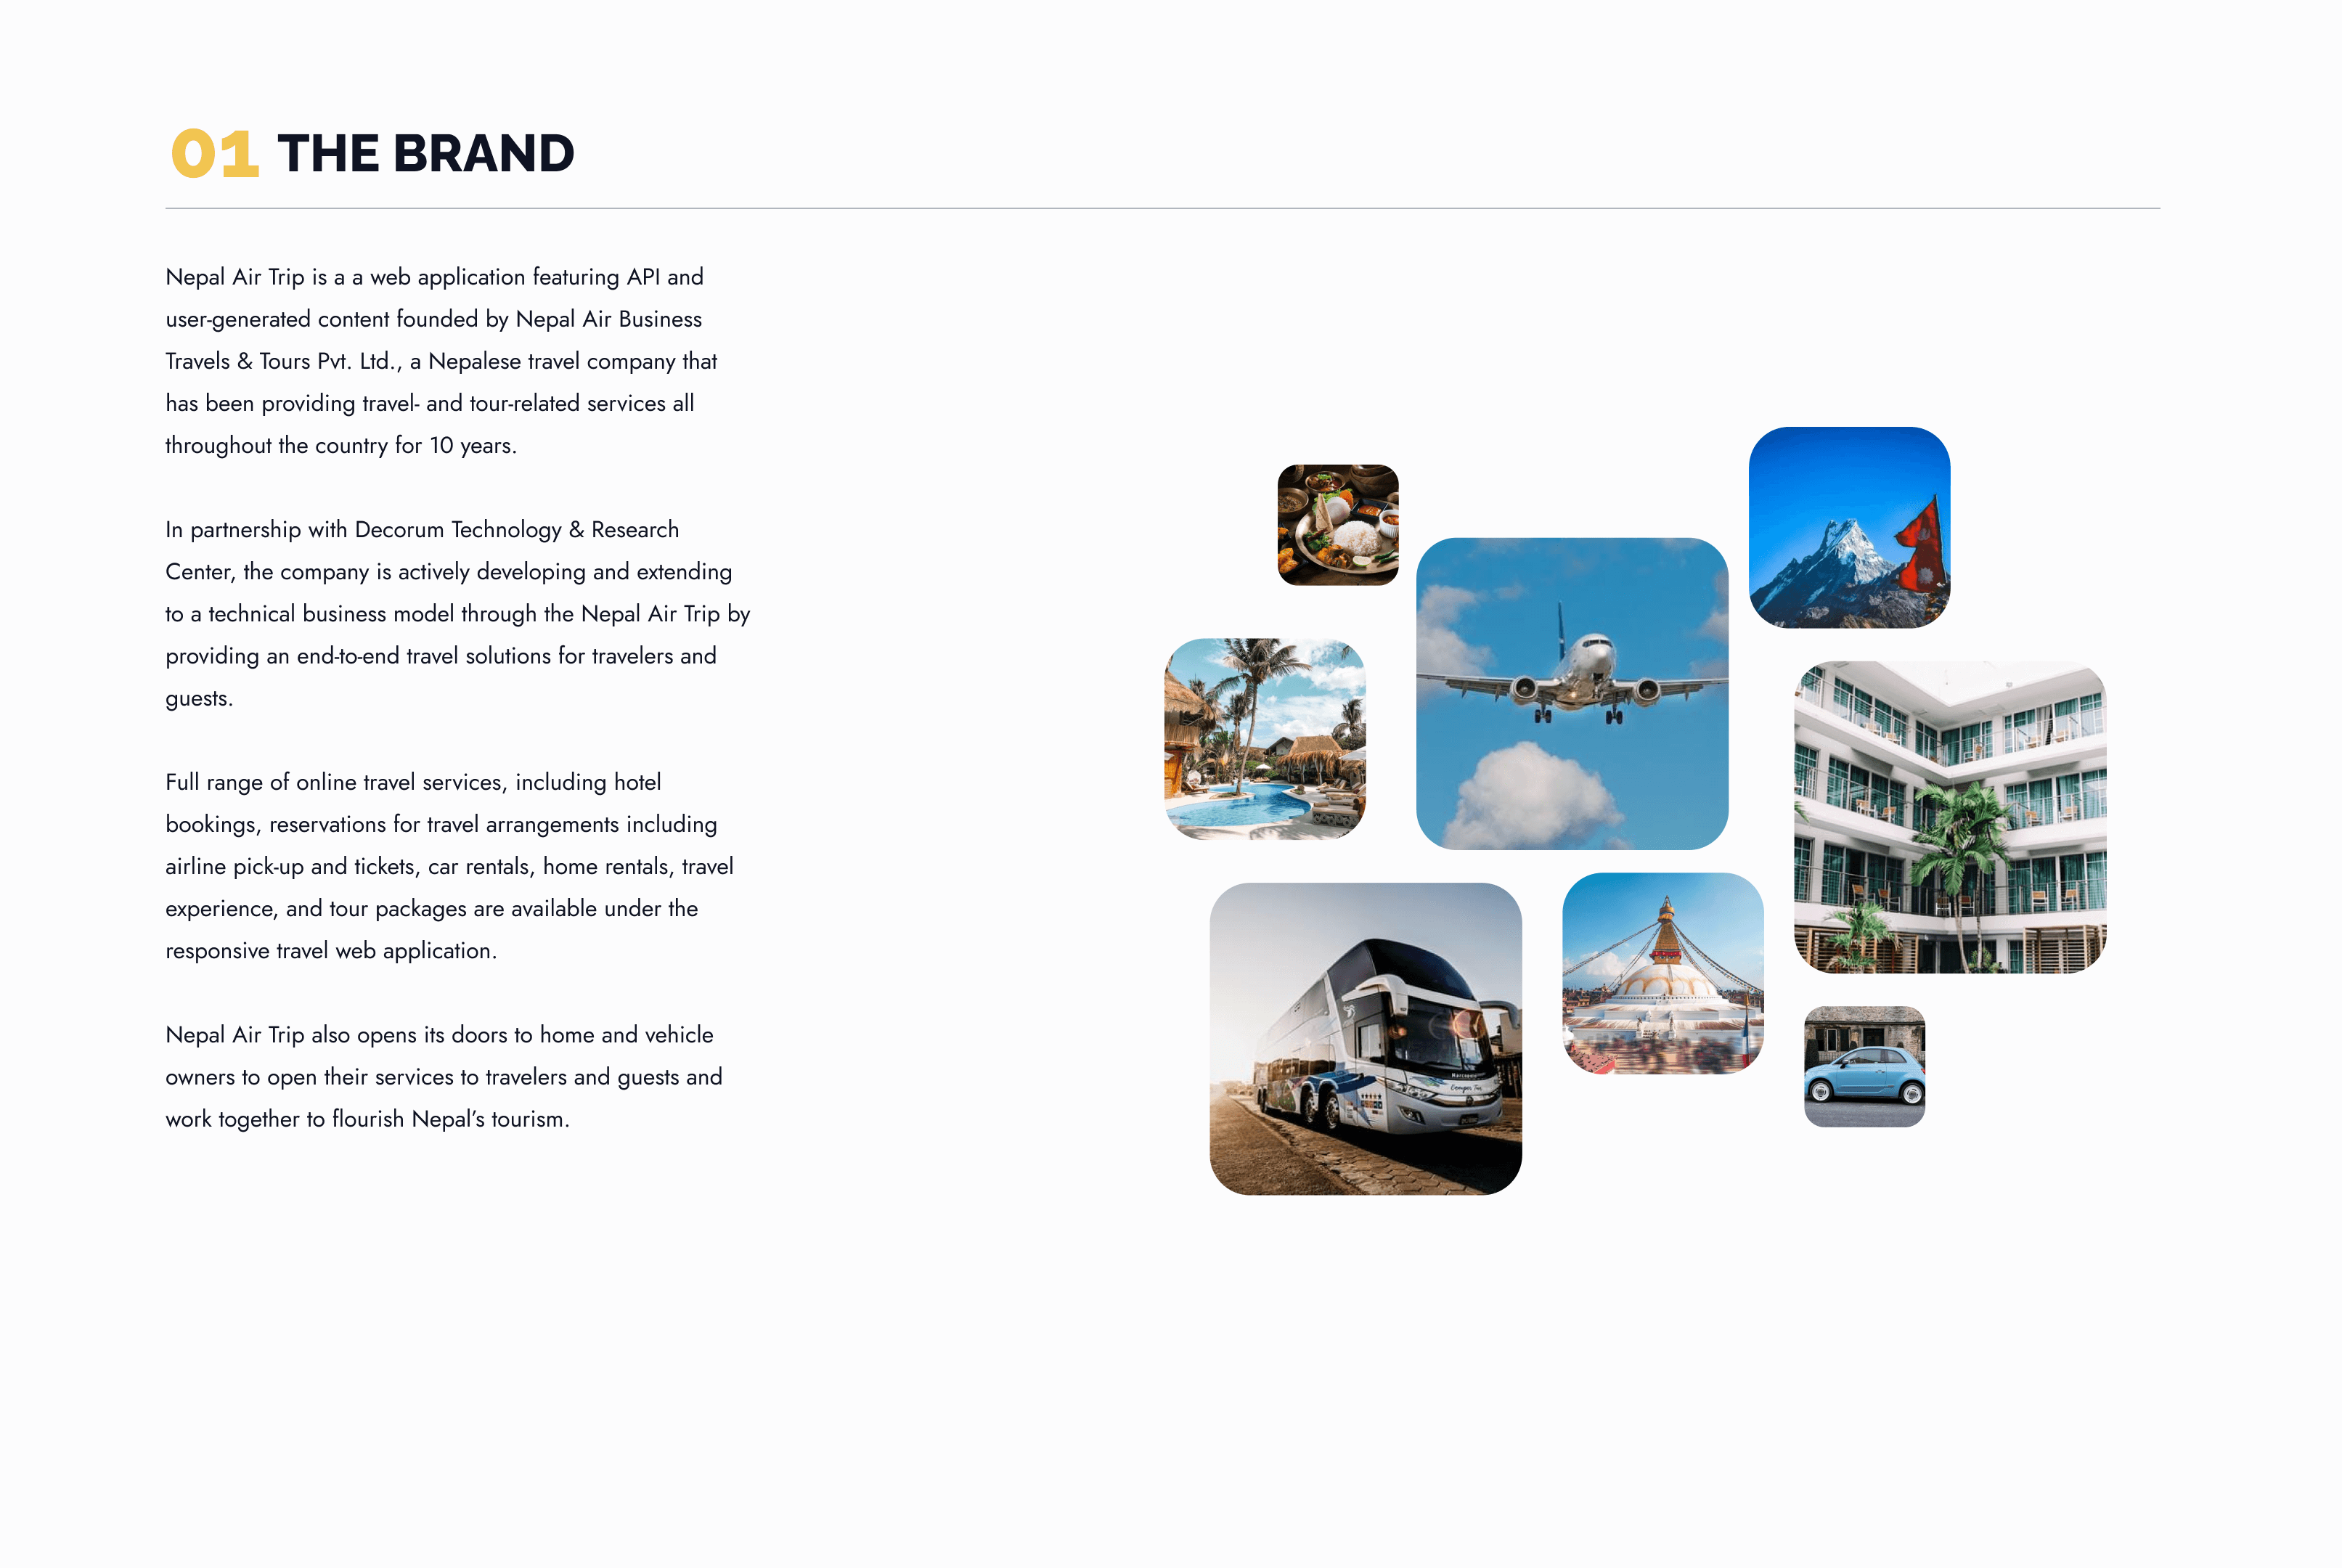 01 THE BRAND
Nepal Air Trip is a a web application featuring API and
user-generated content founded by Nepal Air Business
Travels & Tours Pvt. Ltd., a Nepalese travel company that
has been providing travel- and tour-related services all
throughout the country for 10 years.
In partnership with Decorum Technology & Research
Center, the company is actively developing and extending
to a technical business model through the Nepal Air Trip by
providing an end-to-end travel solutions for travelers and
guests.
Full range of online travel services, including hotel
bookings, reservations for travel arrangements including
airline pick-up and tickets, car rentals, home rentals, travel
experience, and tour packages are available under the
responsive travel web application.
Nepal Air Trip also opens its doors to home and vehicle
owners to open their services to travelers and guests and
work together to flourish Nepal’s tourism.